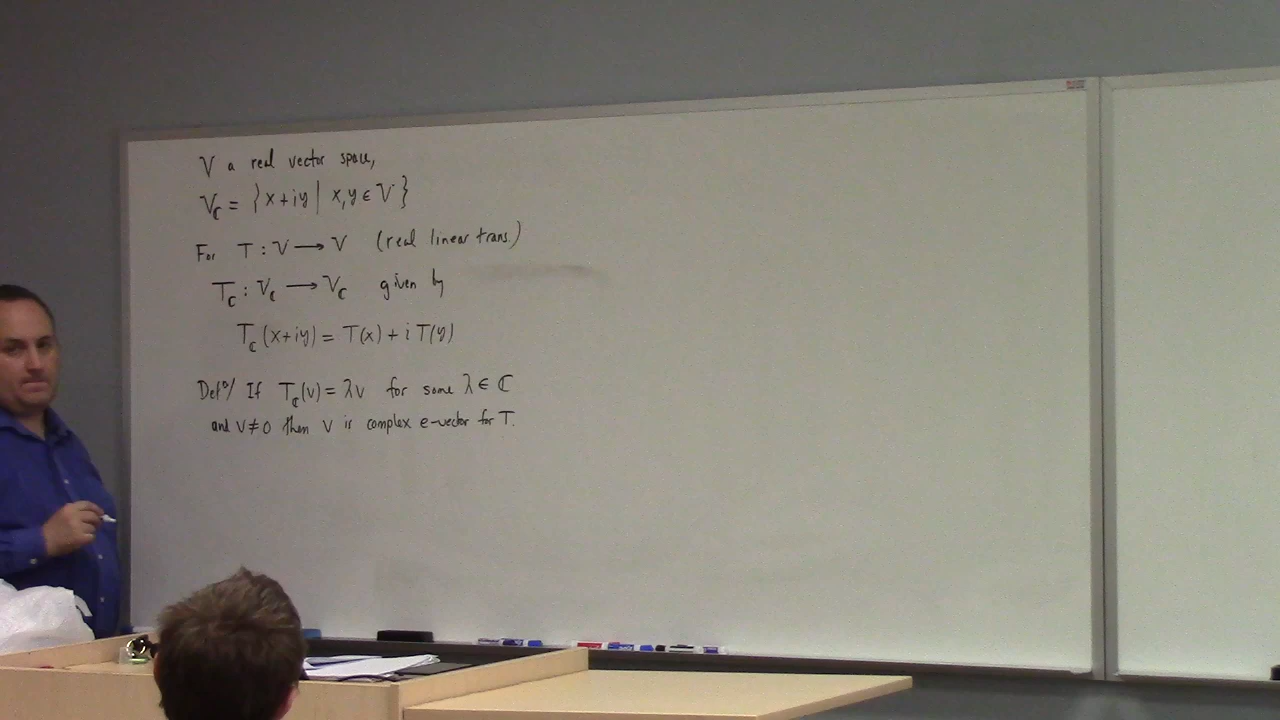 V a real vector space,
V_ℂ = { x+iy | x,y ∈ V }
For T : V ⟶ V (real linear trans.)
T_ℂ : V_ℂ ⟶ V_ℂ given by
T_ℂ (x+iy) = T(x) + i T(y)
Defⁿ/ If T_ℂ(v) = λv for some λ ∈ ℂ
and v ≠ 0 then v is complex e-vector for T.